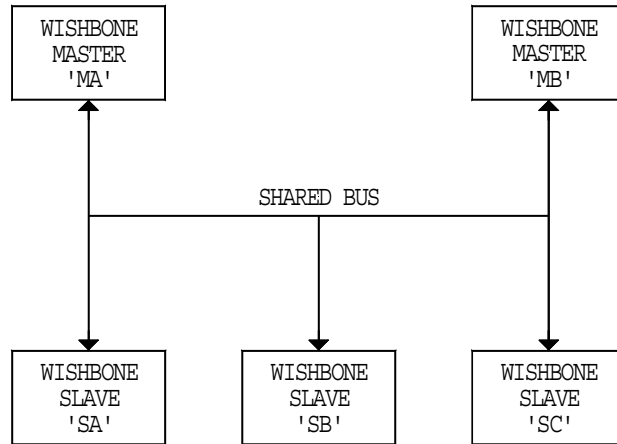 WISHBONE
MASTER
'MA'
WISHBONE
MASTER
'MB'
SHARED BUS
WISHBONE
SLAVE
'SA'
WISHBONE
SLAVE
'SB'
WISHBONE
SLAVE
'SC'